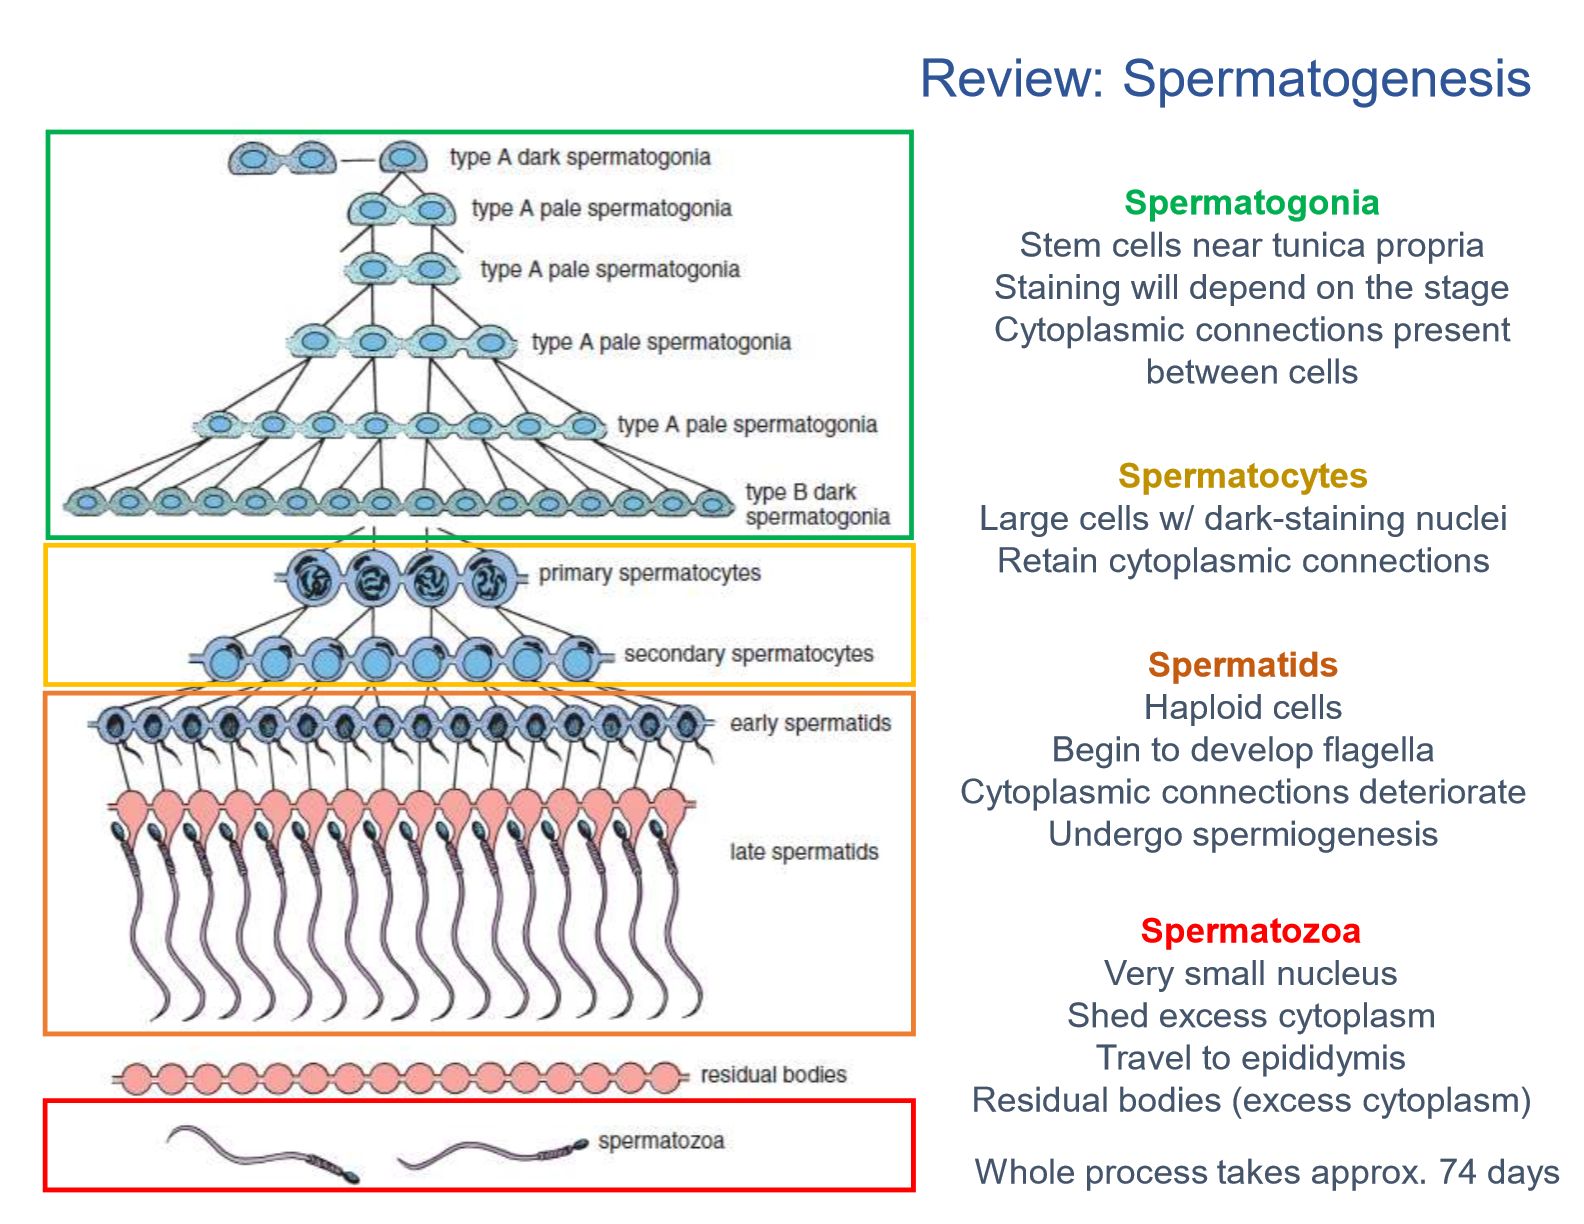 Review: Spermatogenesis
type A dark spermatogonia
type A pale spermatogonia
type A pale spermatogonia
type A pale spermatogonia
type A pale spermatogonia
type B dark
spermatogonia
primary spermatocytes
secondary spermatocytes
early spermatids
late spermatids
residual bodies
spermatozoa
Spermatogonia
Stem cells near tunica propria
Staining will depend on the stage
Cytoplasmic connections present
between cells
Spermatocytes
Large cells w/ dark-staining nuclei
Retain cytoplasmic connections
Spermatids
Haploid cells
Begin to develop flagella
Cytoplasmic connections deteriorate
Undergo spermiogenesis
Spermatozoa
Very small nucleus
Shed excess cytoplasm
Travel to epididymis
Residual bodies (excess cytoplasm)
Whole process takes approx. 74 days